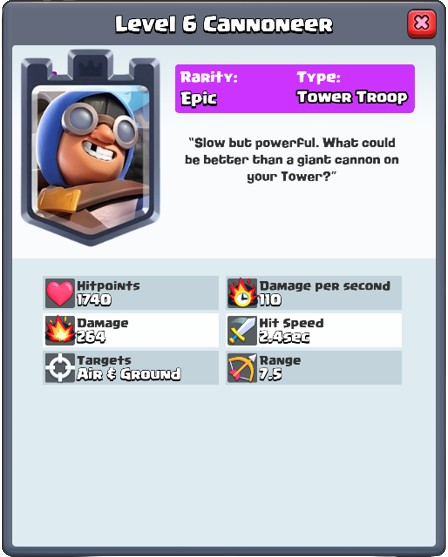 Level 6 Cannoneer
Rarity: Type:
Epic Tower Troop
"Slow but powerful. What could
be better than a giant cannon on
your Tower?"
Hitpoints Damage per second
1740 110
Damage Hit Speed
264 2.4sec
Targets Range
Air & Ground 7.5